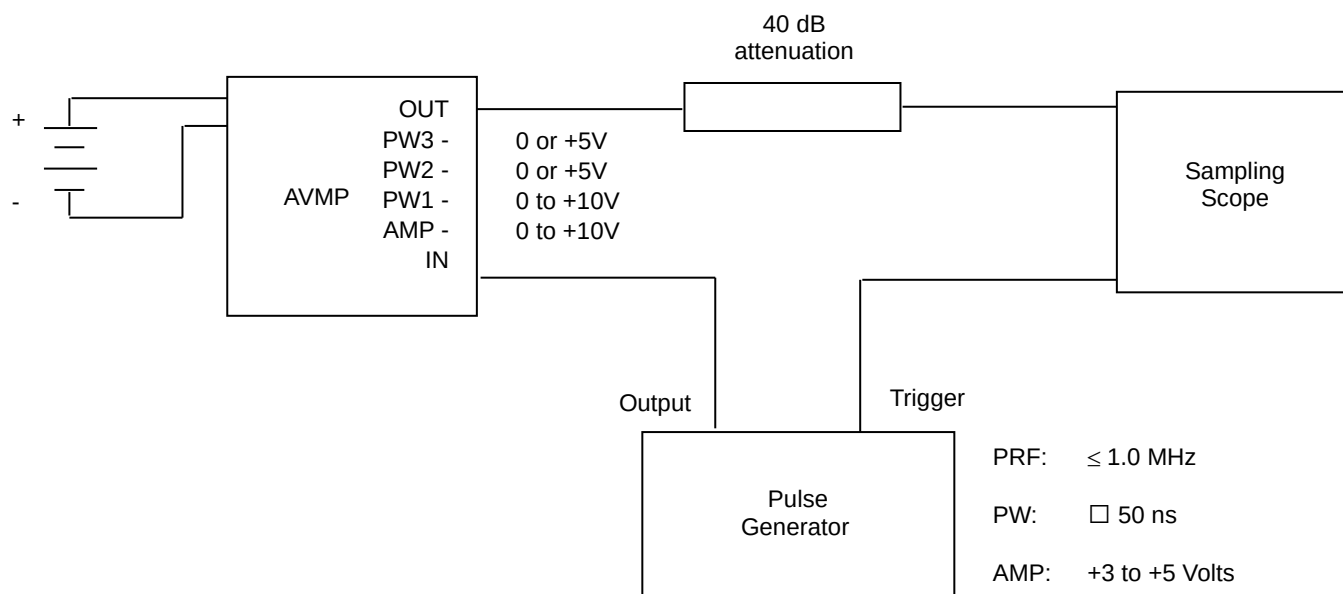 40 dB
attenuation
+
-
AVMP
OUT
PW3 - 0 or +5V
PW2 - 0 or +5V
PW1 - 0 to +10V
AMP - 0 to +10V
IN
Sampling
Scope
Output
Trigger
Pulse
Generator
PRF: ≤ 1.0 MHz
PW: □ 50 ns
AMP: +3 to +5 Volts